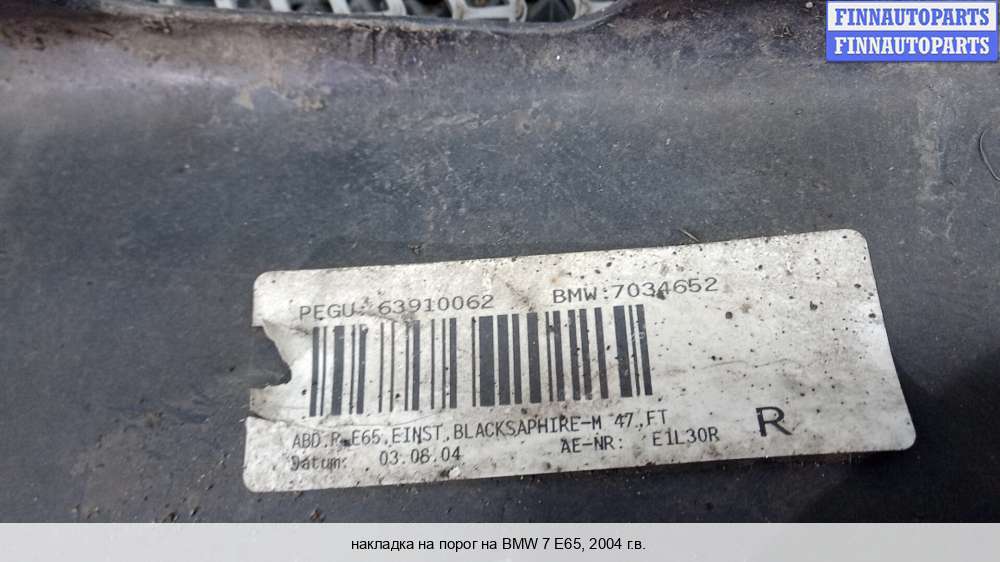 FINNAUTOPARTS
FINNAUTOPARTS
PEGU: 63910062 BMW:7034652
ABD.R.E65.EINST.BLACKSAPHIRE-M 47.,FT
Datum: 03.06.04 AE-NR: E1L30R R
накладка на порог на BMW 7 E65, 2004 г.в.